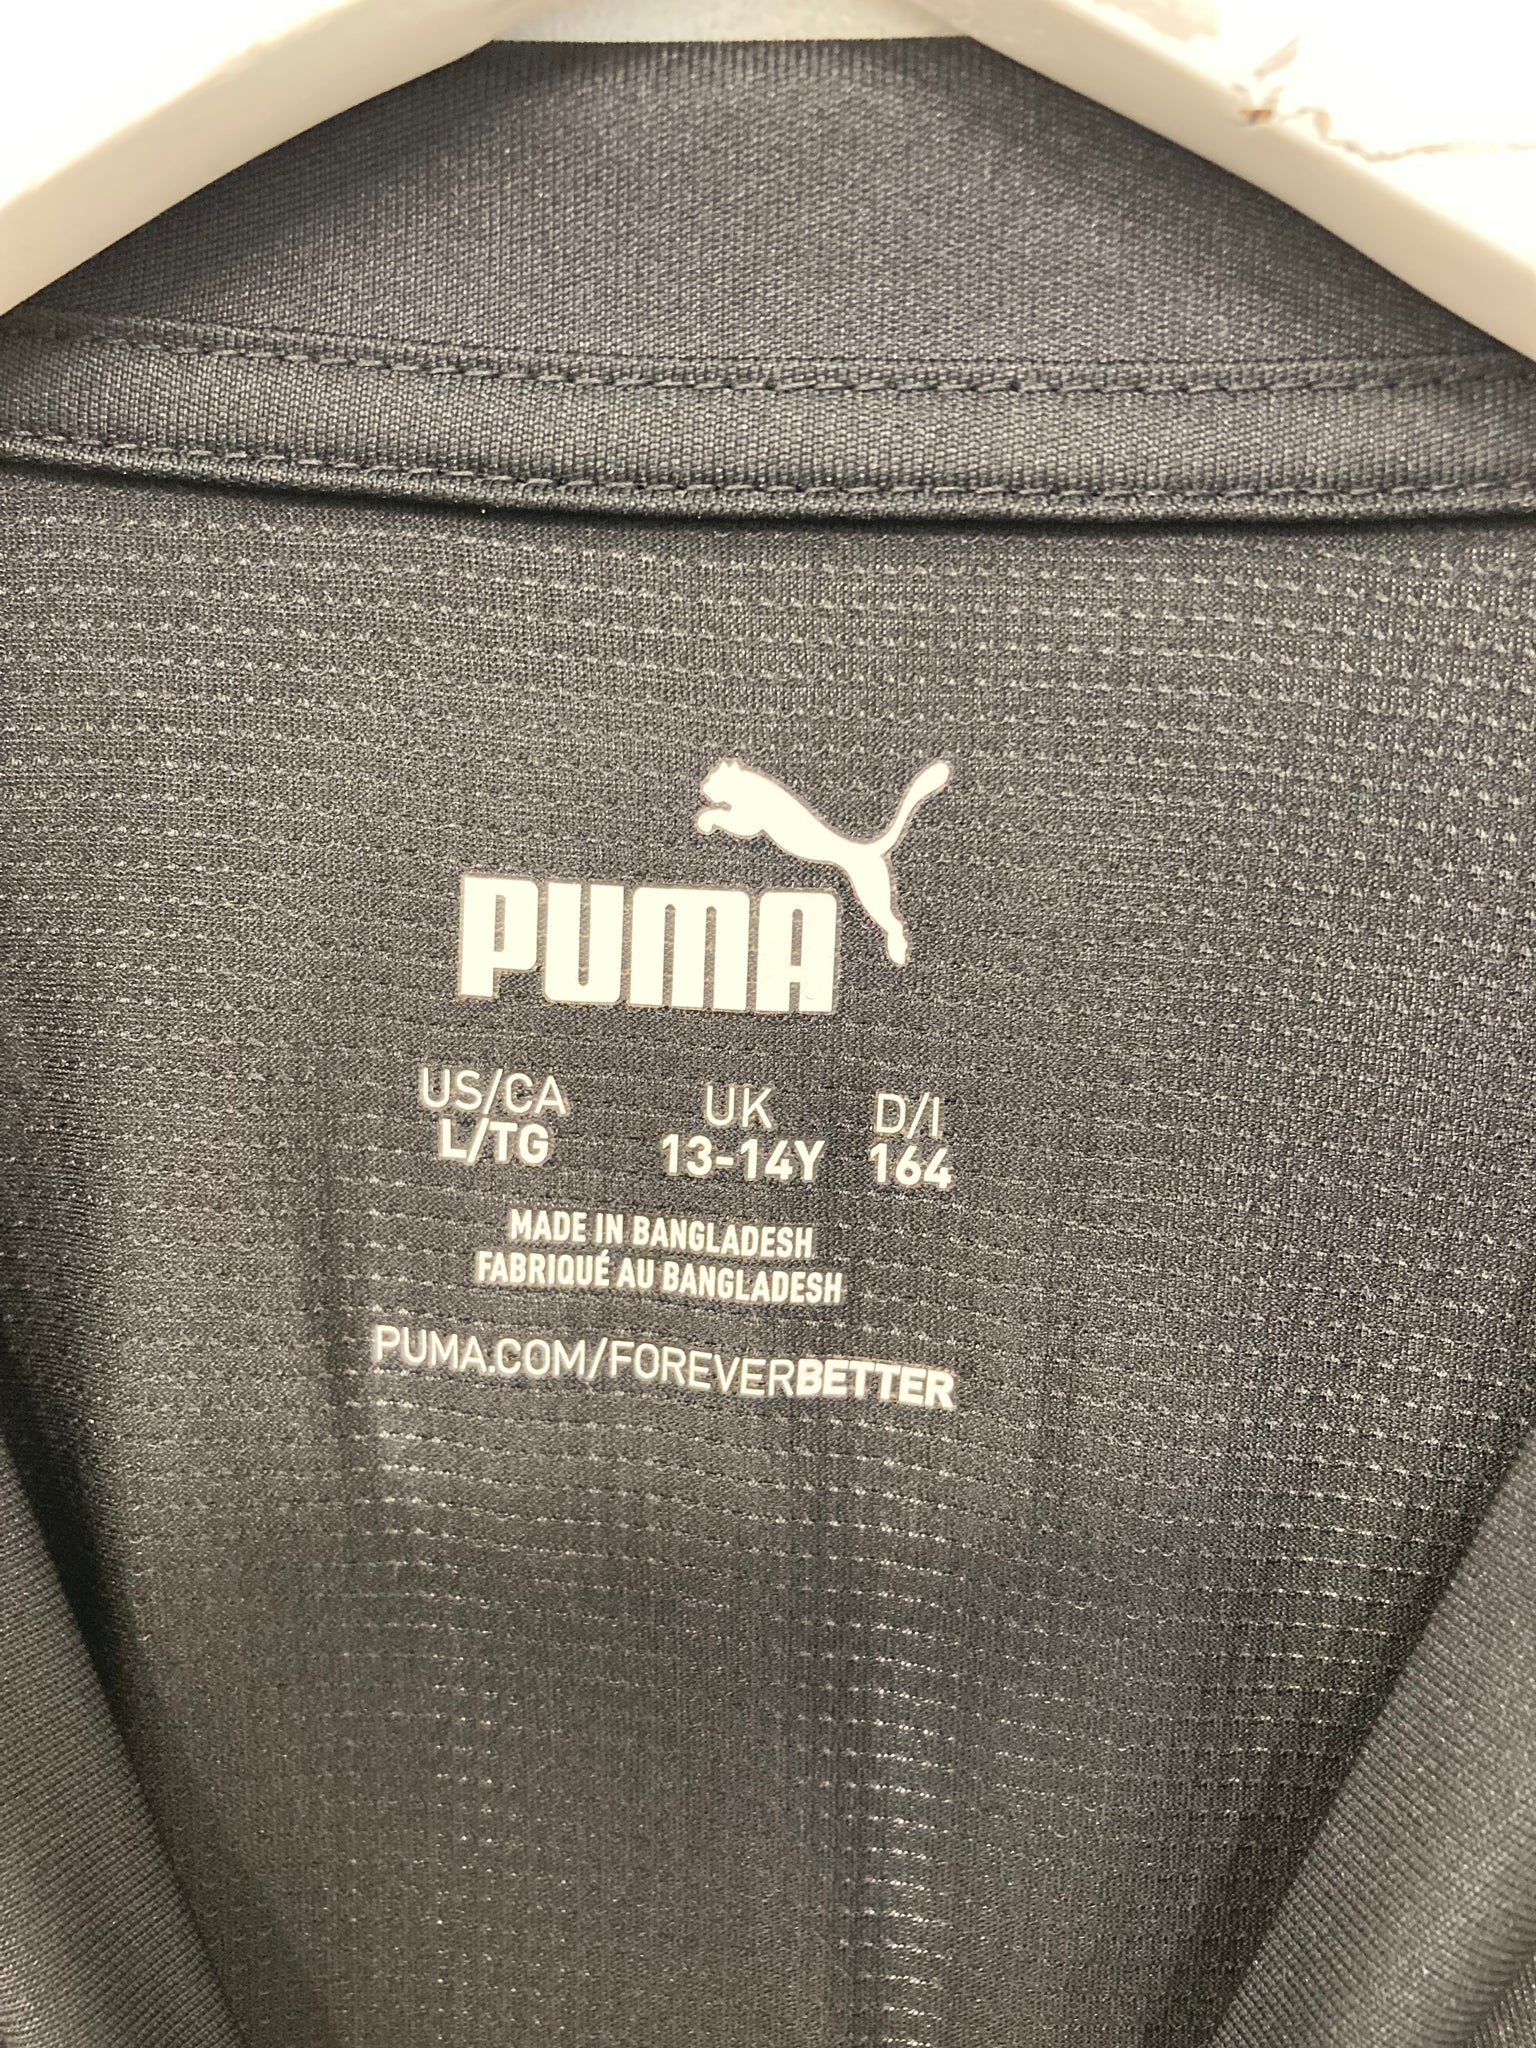 PUMA
US/CA UK D/I
L/TG 13-14Y 164
MADE IN BANGLADESH
FABRIQUÉ AU BANGLADESH
PUMA.COM/FOREVERBETTER